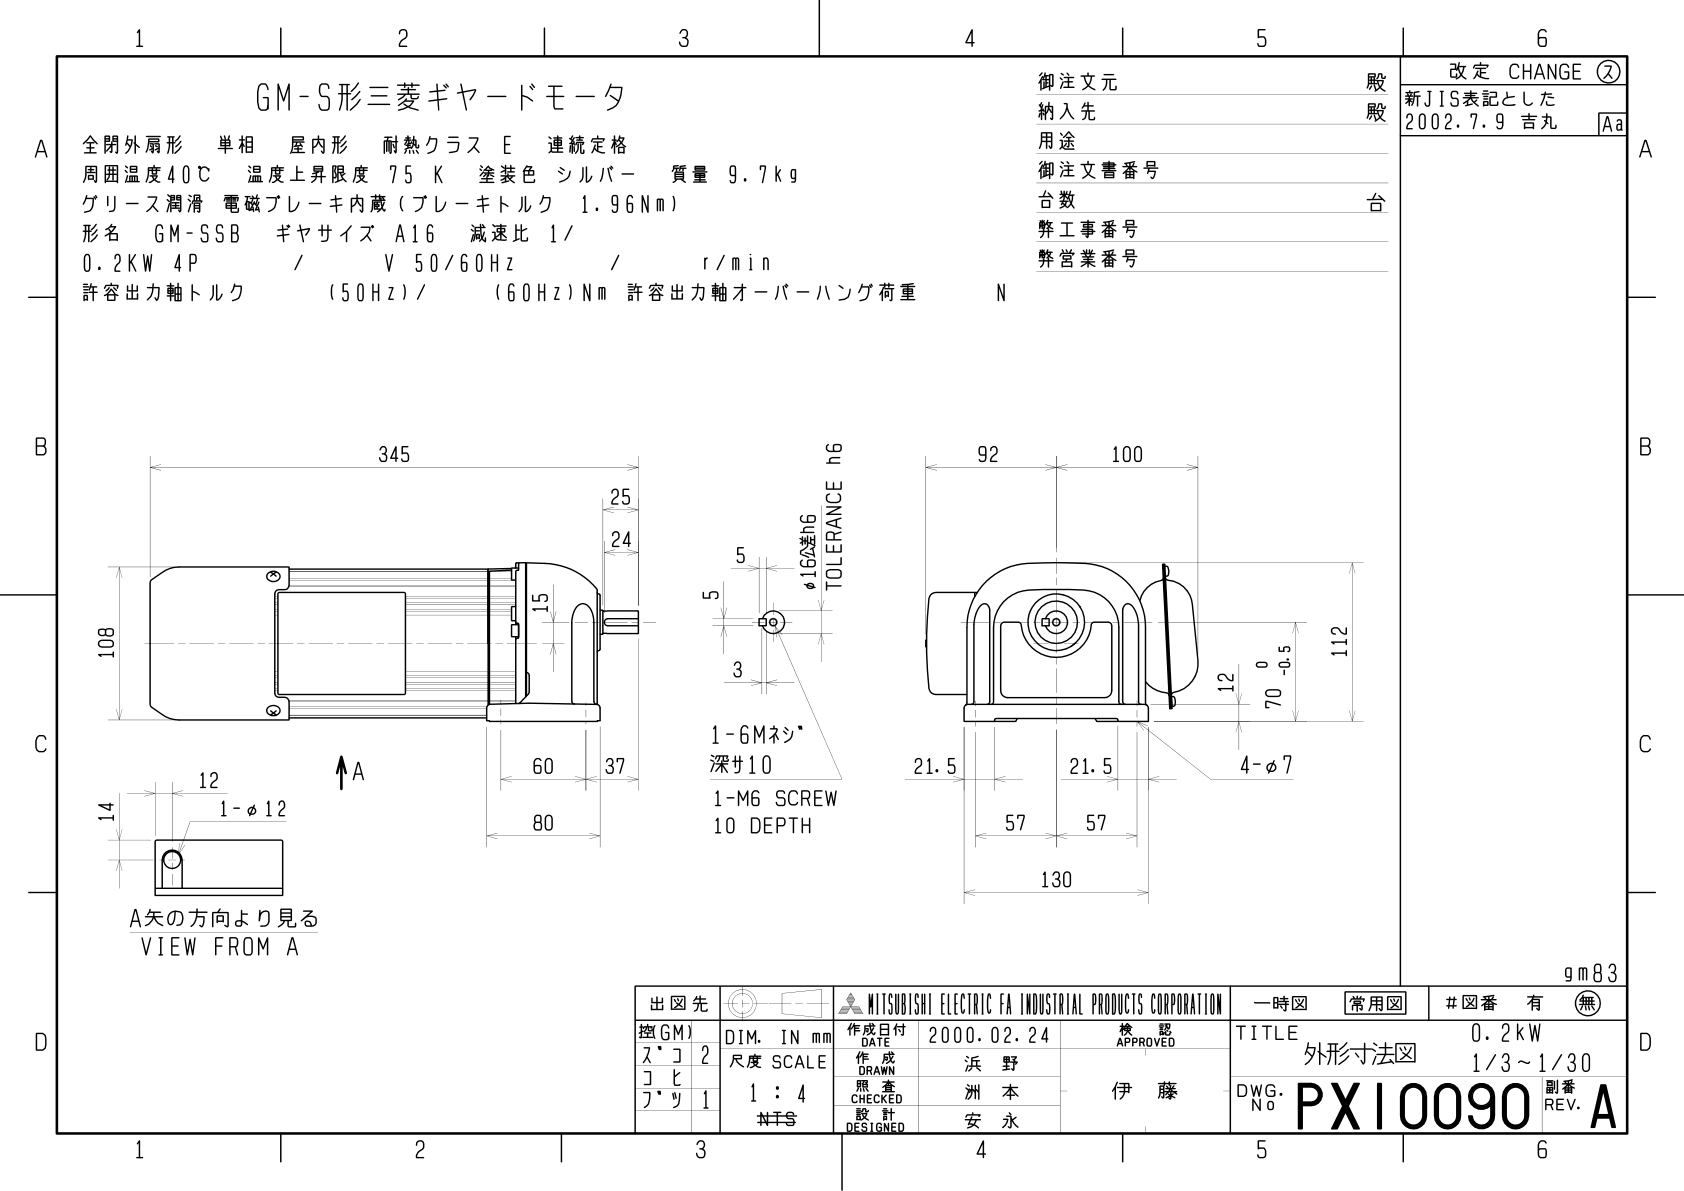 1 2 3 4 5 6
A
B
C
D
GM-S形三菱ギヤードモータ
全閉外扇形 単相 屋内形 耐熱クラス E 連続定格
周囲温度40℃ 温度上昇限度 75 K 塗装色 シルバー 質量 9.7kg
グリース潤滑 電磁ブレーキ内蔵(ブレーキトルク 1.96Nm)
形名 GM-SSB ギヤサイズ A16 減速比 1/
0.2KW 4P / V 50/60Hz / r/min
許容出力軸トルク (50Hz)/ (60Hz)Nm 許容出力軸オーバーハング荷重 N
御注文元 殿
納入先 殿
用途
御注文書番号
台数 台
弊工事番号
弊営業番号
改定 CHANGE ス
新JIS表記とした
2002.7.9 吉丸 Aa
A
B
C
D
345
25
24
15
108
60 37
80
A
12
14
1-φ12
A矢の方向より見る
VIEW FROM A
5
5
3
φ16公差h6
TOLERANCE h6
1-6Mネジ
深サ10
1-M6 SCREW
10 DEPTH
92 100
112
12
70 0 -0.5
21.5 21.5
4-φ7
57 57
130
gm83
出図先
控(GM)
ズコ 2
コヒ
ブツ 1
DIM. IN mm
尺度 SCALE
1 : 4
NTS
MITSUBISHI ELECTRIC FA INDUSTRIAL PRODUCTS CORPORATION
作成日付 DATE 2000.02.24
作成 DRAWN 浜野
照査 CHECKED 洲本
設計 DESIGNED 安永
検認 APPROVED
伊藤
一時図 常用図 #図番 有 無
TITLE 外形寸法図
0.2kW
1/3~1/30
DWG. No PX10090
副番 REV. A
1 2 3 4 5 6